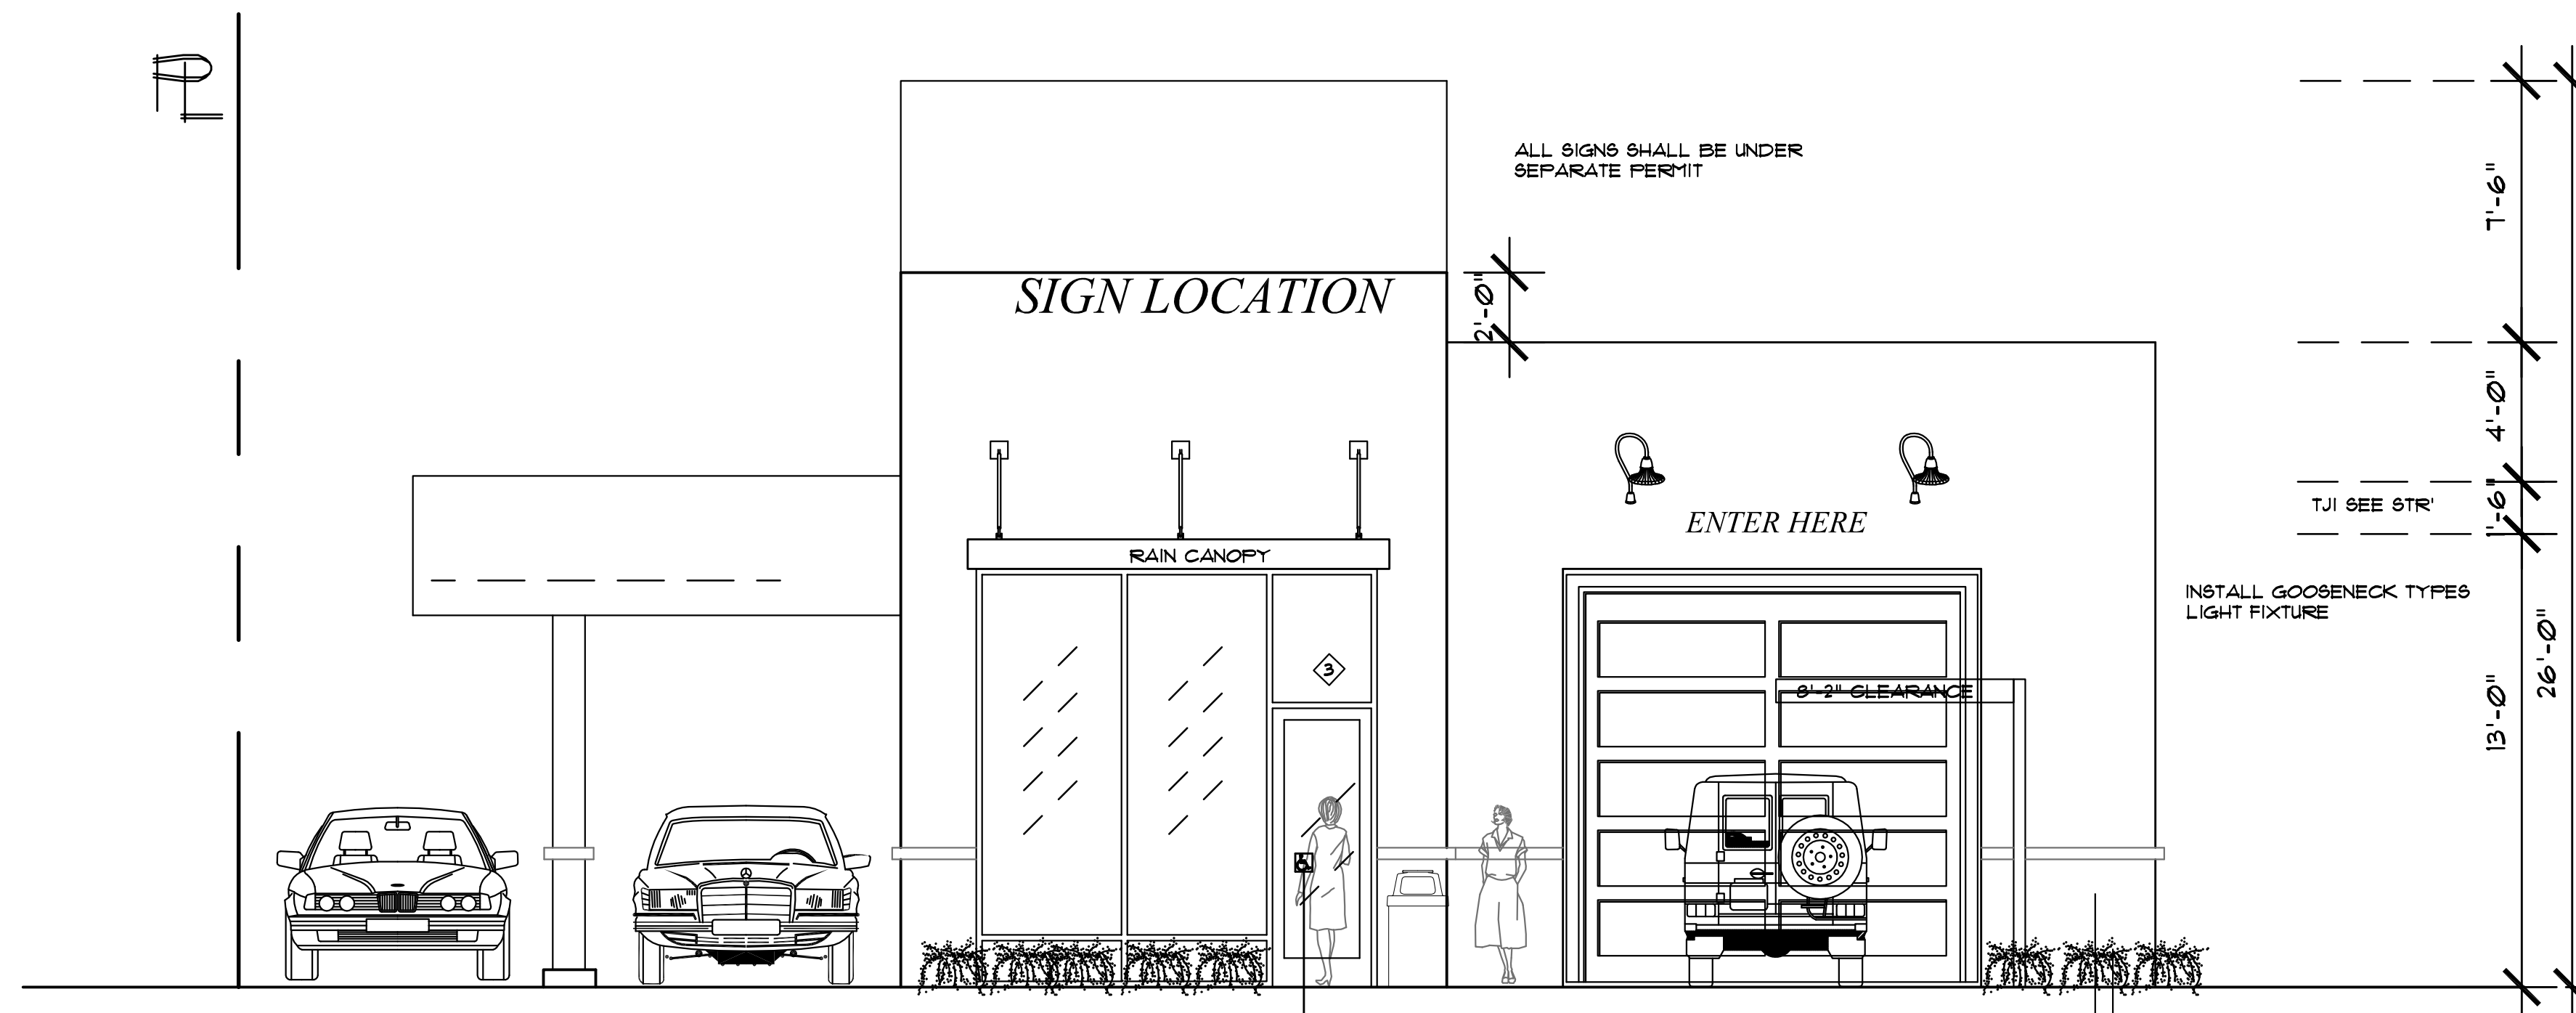 ALL SIGNS SHALL BE UNDER
SEPARATE PERMIT
7'-6"
SIGN LOCATION
2'-0"
4'-0"
ENTER HERE
TJI SEE STR'
1'-6"
RAIN CANOPY
INSTALL GOOSENECK TYPES
LIGHT FIXTURE
3
8'-2" CLEARANCE
13'-0"
26'-0"